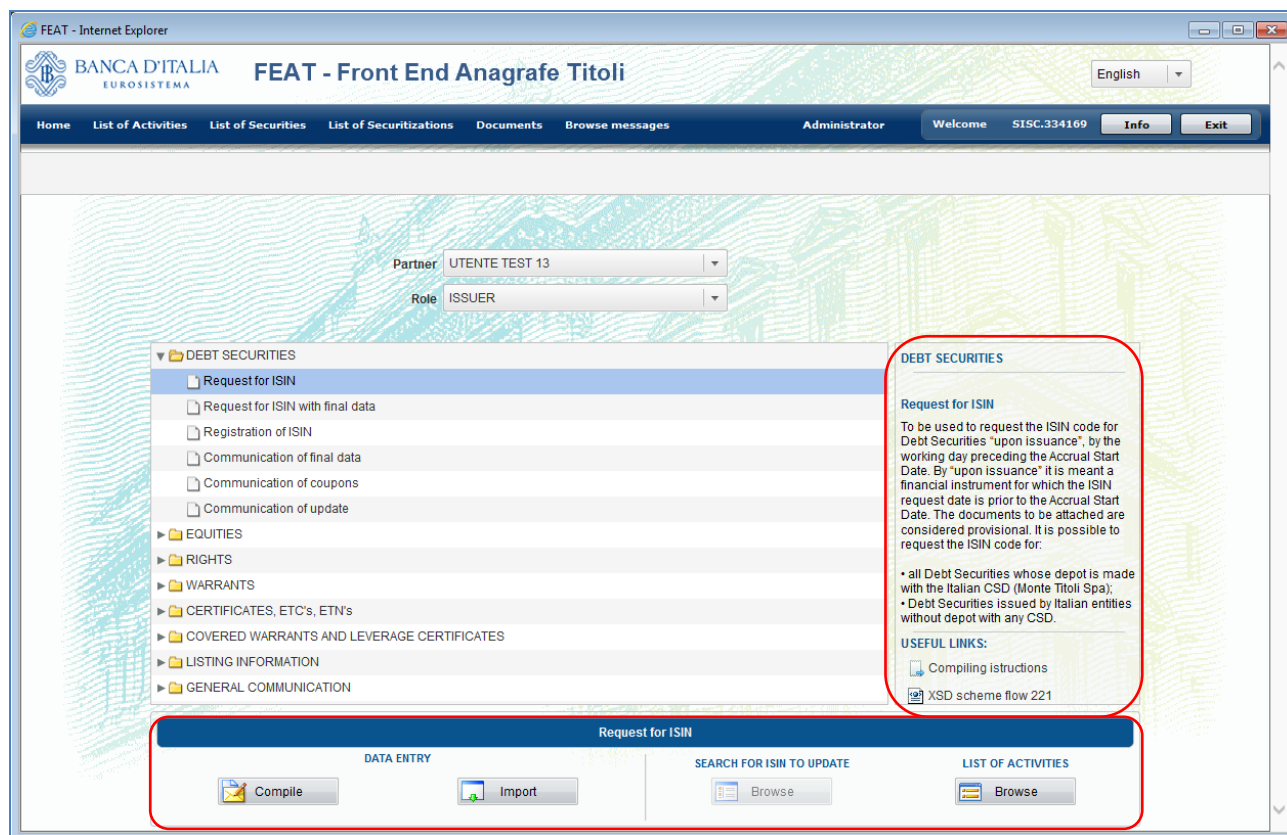 FEAT - Internet Explorer
BANCA D'ITALIA
EUROSISTEMA
FEAT - Front End Anagrafe Titoli
English
Home List of Activities List of Securities List of Securitizations Documents Browse messages Administrator Welcome SISC.334169 Info Exit
Partner UTENTE TEST 13
Role ISSUER
DEBT SECURITIES
Request for ISIN
Request for ISIN with final data
Registration of ISIN
Communication of final data
Communication of coupons
Communication of update
EQUITIES
RIGHTS
WARRANTS
CERTIFICATES, ETC's, ETN's
COVERED WARRANTS AND LEVERAGE CERTIFICATES
LISTING INFORMATION
GENERAL COMMUNICATION
DEBT SECURITIES
Request for ISIN
To be used to request the ISIN code for
Debt Securities “upon issuance”, by the
working day preceding the Accrual Start
Date. By “upon issuance” it is meant a
financial instrument for which the ISIN
request date is prior to the Accrual Start
Date. The documents to be attached are
considered provisional. It is possible to
request the ISIN code for:
• all Debt Securities whose depot is made
with the Italian CSD (Monte Titoli Spa);
• Debt Securities issued by Italian entities
without depot with any CSD.
USEFUL LINKS:
Compiling istructions
XSD scheme flow 221
Request for ISIN
DATA ENTRY
SEARCH FOR ISIN TO UPDATE
LIST OF ACTIVITIES
Compile
Import
Browse
Browse